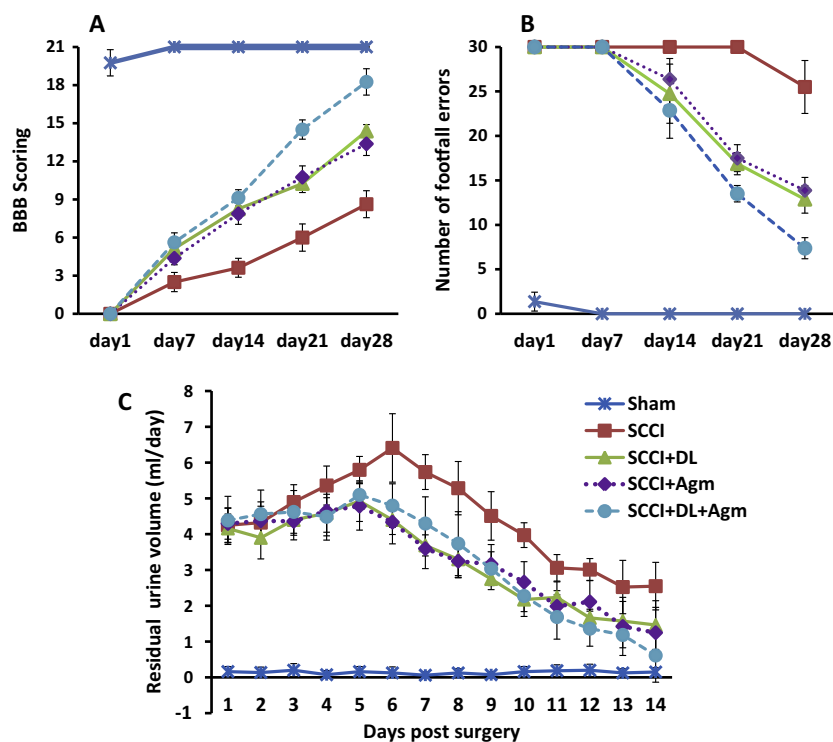 A
BBB Scoring
21
18
15
12
9
6
3
0
day1 day7 day14 day21 day28
B
Number of footfall errors
30
25
20
15
10
5
0
day1 day7 day14 day21 day28
C
Residual urine volume (ml/day)
8
7
6
5
4
3
2
1
0
-1
1 2 3 4 5 6 7 8 9 10 11 12 13 14
Days post surgery
Sham
SCCI
SCCI+DL
SCCI+Agm
SCCI+DL+Agm